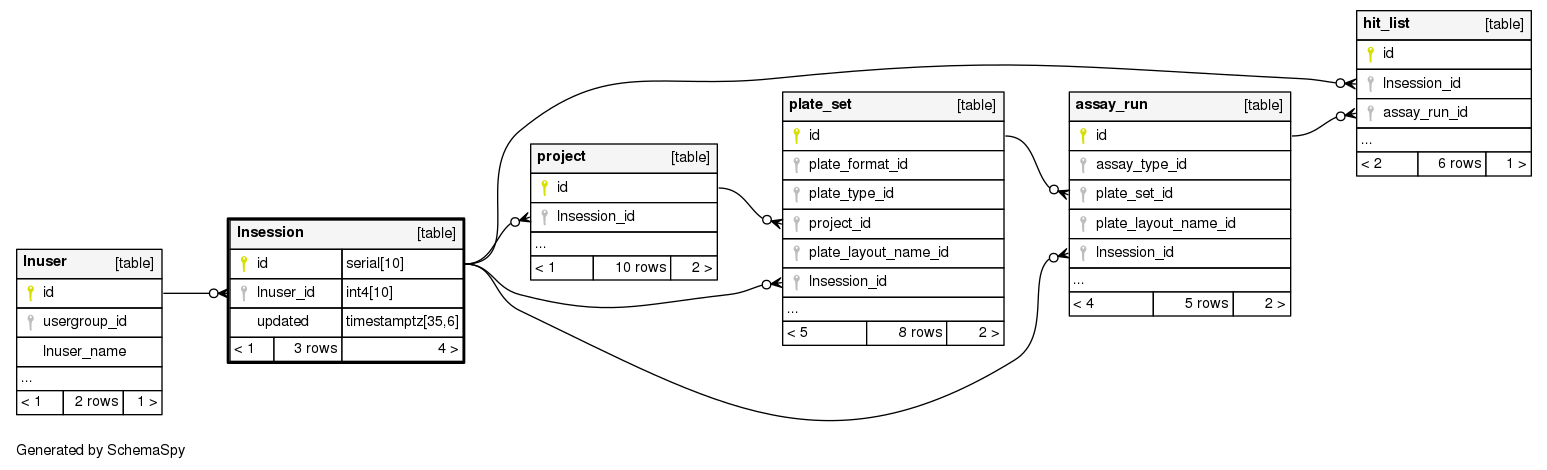 lnuser [table]
id
usergroup_id
lnuser_name
...
< 1 2 rows 1 >
lnsession [table]
id serial[10]
lnuser_id int4[10]
updated timestamptz[35,6]
< 1 3 rows 4 >
project [table]
id
lnsession_id
...
< 1 10 rows 2 >
plate_set [table]
id
plate_format_id
plate_type_id
project_id
plate_layout_name_id
lnsession_id
...
< 5 8 rows 2 >
assay_run [table]
id
assay_type_id
plate_set_id
plate_layout_name_id
lnsession_id
...
< 4 5 rows 2 >
hit_list [table]
id
lnsession_id
assay_run_id
...
< 2 6 rows 1 >
Generated by SchemaSpy